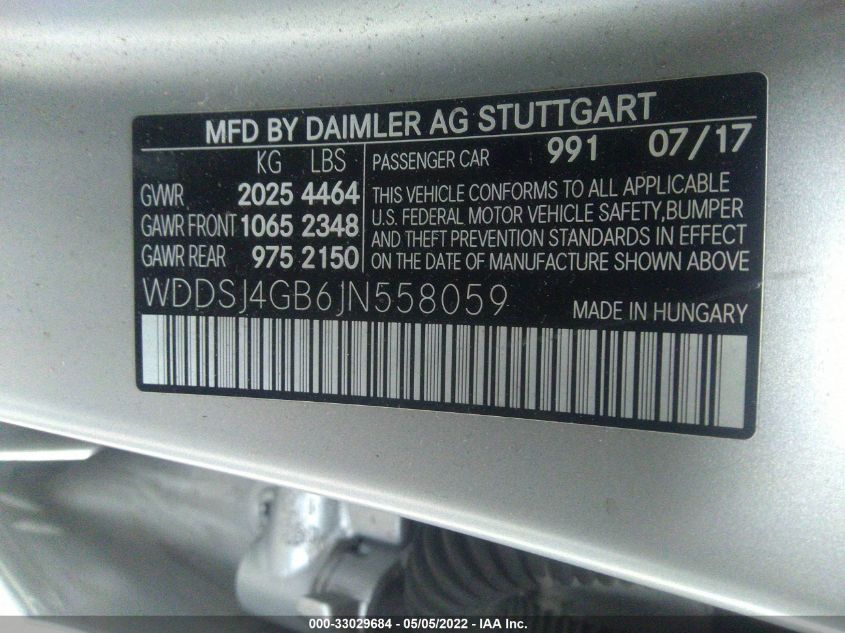 MFD BY DAIMLER AG STUTTGART
KG LBS
GVWR 2025 4464
GAWR FRONT 1065 2348
GAWR REAR 975 2150
PASSENGER CAR 991 07/17
THIS VEHICLE CONFORMS TO ALL APPLICABLE
U.S. FEDERAL MOTOR VEHICLE SAFETY, BUMPER
AND THEFT PREVENTION STANDARDS IN EFFECT
ON THE DATE OF MANUFACTURE SHOWN ABOVE
WDDSJ4GB6JN558059
MADE IN HUNGARY
000-33029684 - 05/05/2022 - IAA Inc.